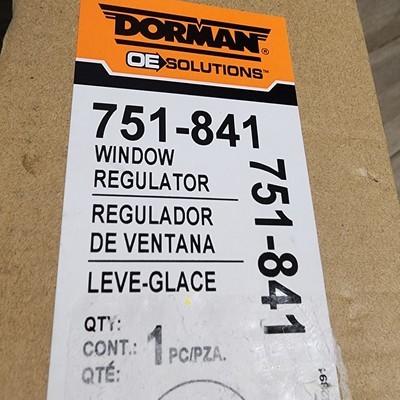 DORMAN®
OE SOLUTIONS™
751-841
WINDOW
REGULATOR
REGULADOR
DE VENTANA
LEVE-GLACE
QTY:
CONT.: 1 PC/PZA.
QTÉ:
751-841